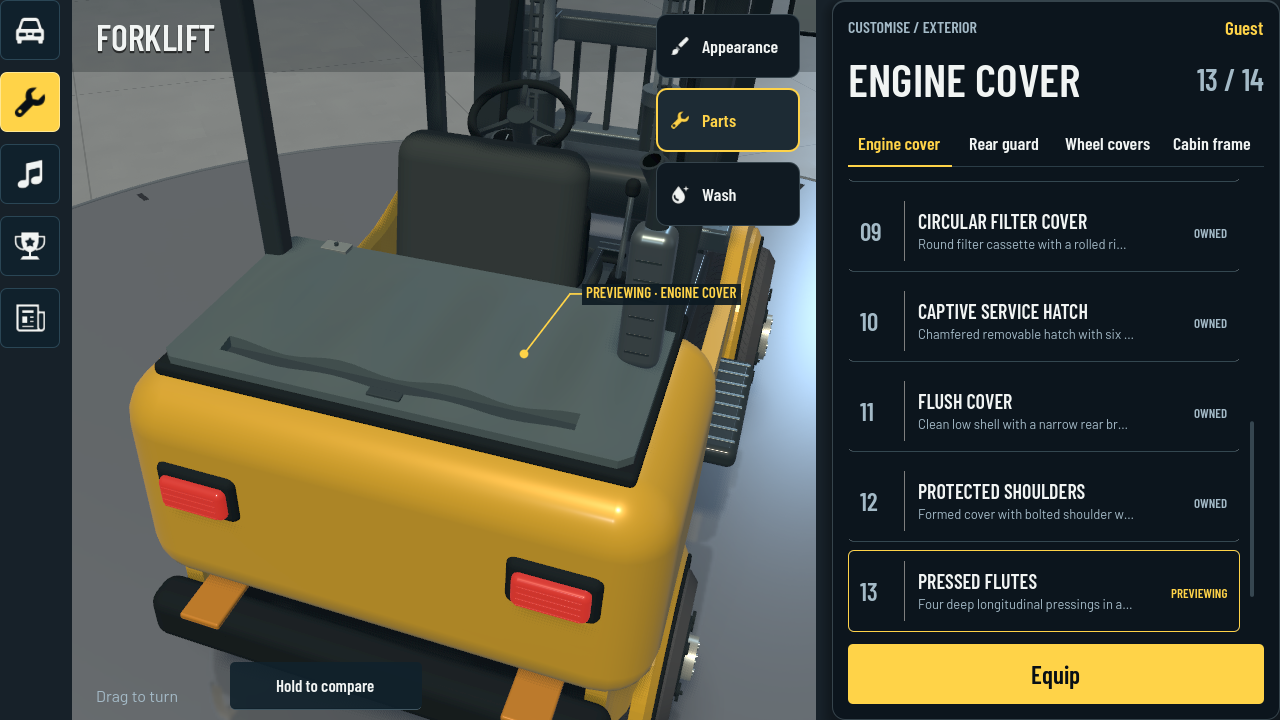 FORKLIFT
Appearance
Parts
Wash
PREVIEWING · ENGINE COVER
Drag to turn
Hold to compare
CUSTOMISE / EXTERIOR
Guest
ENGINE COVER
13 / 14
Engine cover
Rear guard
Wheel covers
Cabin frame
09
CIRCULAR FILTER COVER
Round filter cassette with a rolled ri…
OWNED
10
CAPTIVE SERVICE HATCH
Chamfered removable hatch with six …
OWNED
11
FLUSH COVER
Clean low shell with a narrow rear br…
OWNED
12
PROTECTED SHOULDERS
Formed cover with bolted shoulder w…
OWNED
13
PRESSED FLUTES
Four deep longitudinal pressings in a…
PREVIEWING
Equip